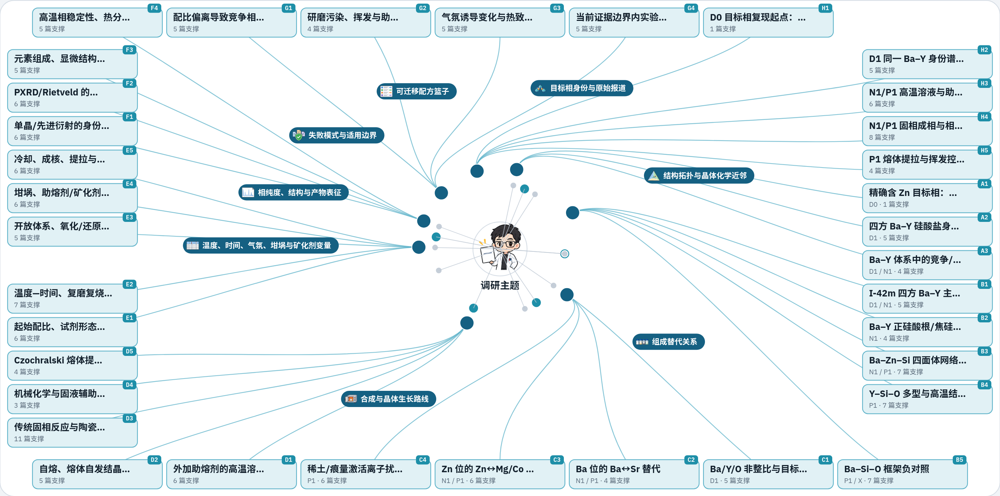 F4
高温相稳定性、热分...
5 篇支撑
G1
配比偏离导致竞争相...
5 篇支撑
G2
研磨污染、挥发与助...
4 篇支撑
G3
气氛诱导变化与热致...
5 篇支撑
G4
当前证据边界内实验...
5 篇支撑
H1
D0 目标相复现起点：...
1 篇支撑
F3
元素组成、显微结构...
5 篇支撑
F2
PXRD/Rietveld 的...
6 篇支撑
F1
单晶/先进衍射的身份...
6 篇支撑
E5
冷却、成核、提拉与...
6 篇支撑
E4
坩埚、助熔剂/矿化剂...
6 篇支撑
E3
开放体系、氧化/还原...
5 篇支撑
E2
温度—时间、复磨复烧...
7 篇支撑
E1
起始配比、试剂形态...
6 篇支撑
D5
Czochralski 熔体提...
4 篇支撑
D4
机械化学与固液辅助...
3 篇支撑
D3
传统固相反应与陶瓷...
11 篇支撑
可迁移配方篮子
目标相身份与原始报道
失败模式与适用边界
结构拓扑与晶体化学近邻
相纯度、结构与产物表征
温度、时间、气氛、坩埚与矿化剂变量
调研主题
组成替代关系
合成与晶体生长路线
H2
D1 同一 Ba–Y 身份谱...
5 篇支撑
H3
N1/P1 高温溶液与助...
6 篇支撑
H4
N1/P1 固相成相与相...
8 篇支撑
H5
P1 熔体提拉与挥发控...
4 篇支撑
A1
精确含 Zn 目标相：...
D0 · 1 篇支撑
A2
四方 Ba–Y 硅酸盐身...
D1 · 5 篇支撑
A3
Ba–Y 体系中的竞争/...
D1 / N1 · 4 篇支撑
B1
I-42m 四方 Ba–Y 主...
D1 / N1 · 5 篇支撑
B2
Ba–Y 正硅酸根/焦硅...
N1 · 4 篇支撑
B3
Ba–Zn–Si 四面体网络...
N1 / P1 · 7 篇支撑
B4
Y–Si–O 多型与高温结...
P1 · 7 篇支撑
D2
自熔、熔体自发结晶...
5 篇支撑
D1
外加助熔剂的高温溶...
6 篇支撑
C4
稀土/痕量激活离子扰...
P1 · 6 篇支撑
C3
Zn 位的 Zn↔Mg/Co ...
N1 / P1 · 6 篇支撑
C2
Ba 位的 Ba↔Sr 替代
N1 / P1 · 4 篇支撑
C1
Ba/Y/O 非整比与目标...
D1 · 5 篇支撑
B5
Ba–Si–O 框架负对照
P1 / X · 7 篇支撑